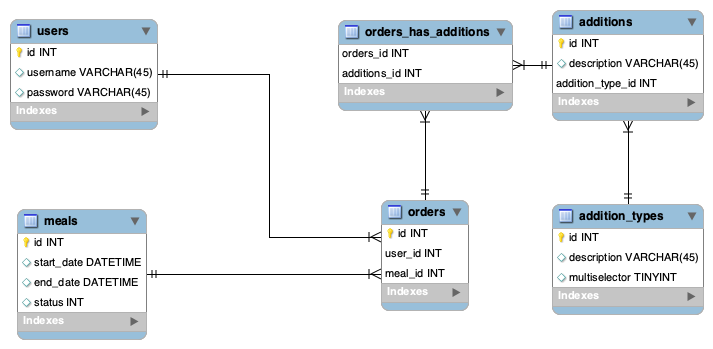 users
id INT
username VARCHAR(45)
password VARCHAR(45)
Indexes
orders_has_additions
orders_id INT
additions_id INT
Indexes
additions
id INT
description VARCHAR(45)
addition_type_id INT
Indexes
meals
id INT
start_date DATETIME
end_date DATETIME
status INT
Indexes
orders
id INT
user_id INT
meal_id INT
Indexes
addition_types
id INT
description VARCHAR(45)
multiselector TINYINT
Indexes